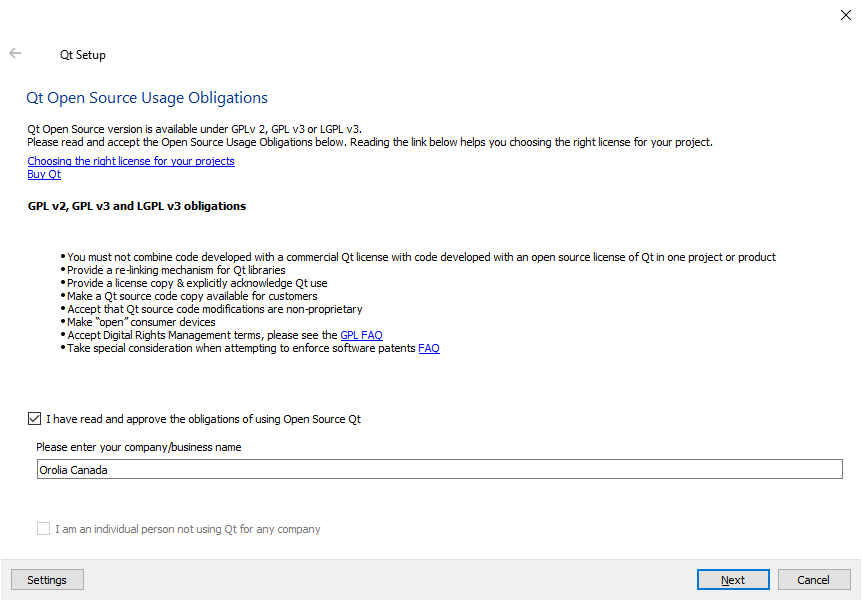 Qt Setup
Qt Open Source Usage Obligations
Qt Open Source version is available under GPLv 2, GPL v3 or LGPL v3.
Please read and accept the Open Source Usage Obligations below. Reading the link below helps you choosing the right license for your project.
Choosing the right license for your projects
Buy Qt
GPL v2, GPL v3 and LGPL v3 obligations
•You must not combine code developed with a commercial Qt license with code developed with an open source license of Qt in one project or product
•Provide a re-linking mechanism for Qt libraries
•Provide a license copy & explicitly acknowledge Qt use
•Make a Qt source code copy available for customers
•Accept that Qt source code modifications are non-proprietary
•Make “open” consumer devices
•Accept Digital Rights Management terms, please see the GPL FAQ
•Take special consideration when attempting to enforce software patents FAQ
I have read and approve the obligations of using Open Source Qt
Please enter your company/business name
Orolia Canada
I am an individual person not using Qt for any company
Settings Next Cancel